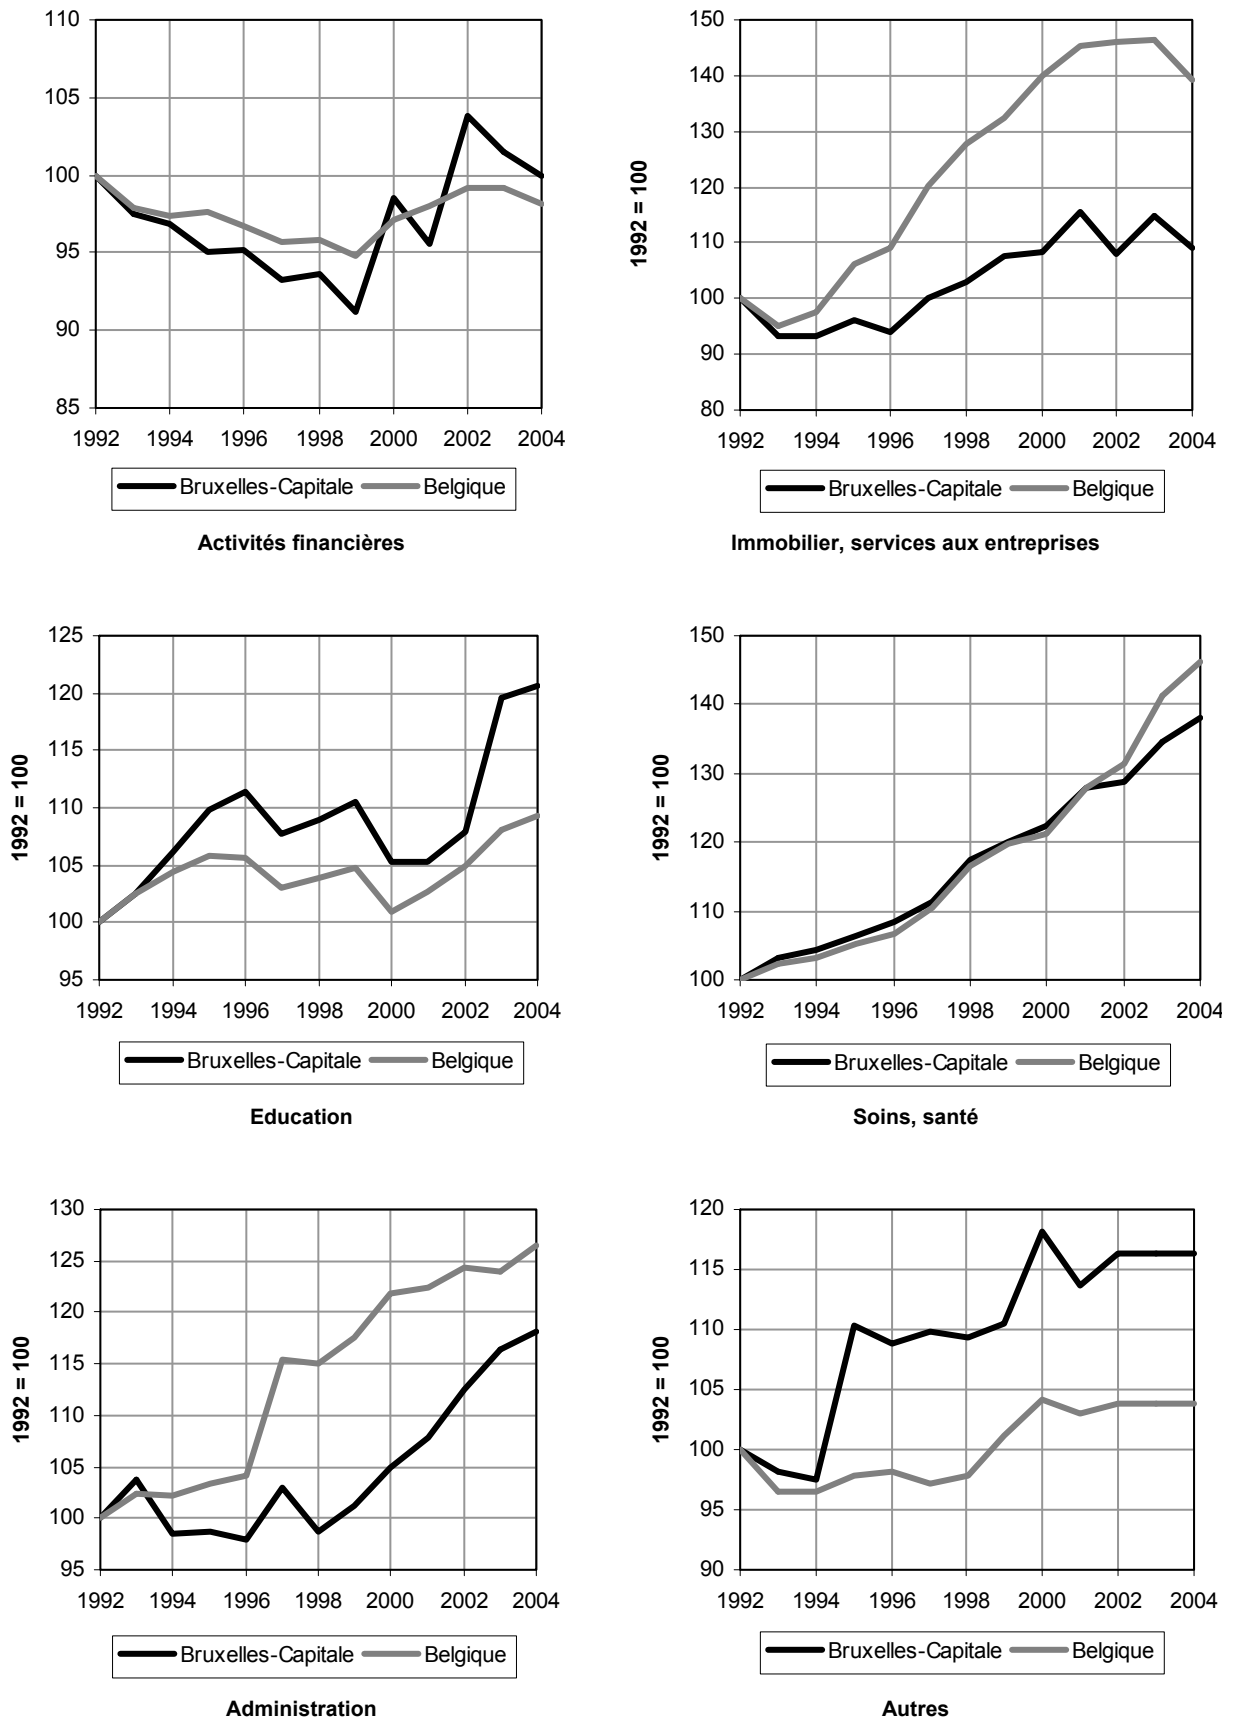 110
105
100
95
90
85
1992 1994 1996 1998 2000 2002 2004
Bruxelles-Capitale Belgique
Activités financières
1992 = 100
150
140
130
120
110
100
90
80
1992 1994 1996 1998 2000 2002 2004
Bruxelles-Capitale Belgique
Immobilier, services aux entreprises
1992 = 100
125
120
115
110
105
100
95
1992 1994 1996 1998 2000 2002 2004
Bruxelles-Capitale Belgique
Education
1992 = 100
150
140
130
120
110
100
1992 1994 1996 1998 2000 2002 2004
Bruxelles-Capitale Belgique
Soins, santé
1992 = 100
130
125
120
115
110
105
100
95
1992 1994 1996 1998 2000 2002 2004
Bruxelles-Capitale Belgique
Administration
1992 = 100
120
115
110
105
100
95
90
1992 1994 1996 1998 2000 2002 2004
Bruxelles-Capitale Belgique
Autres